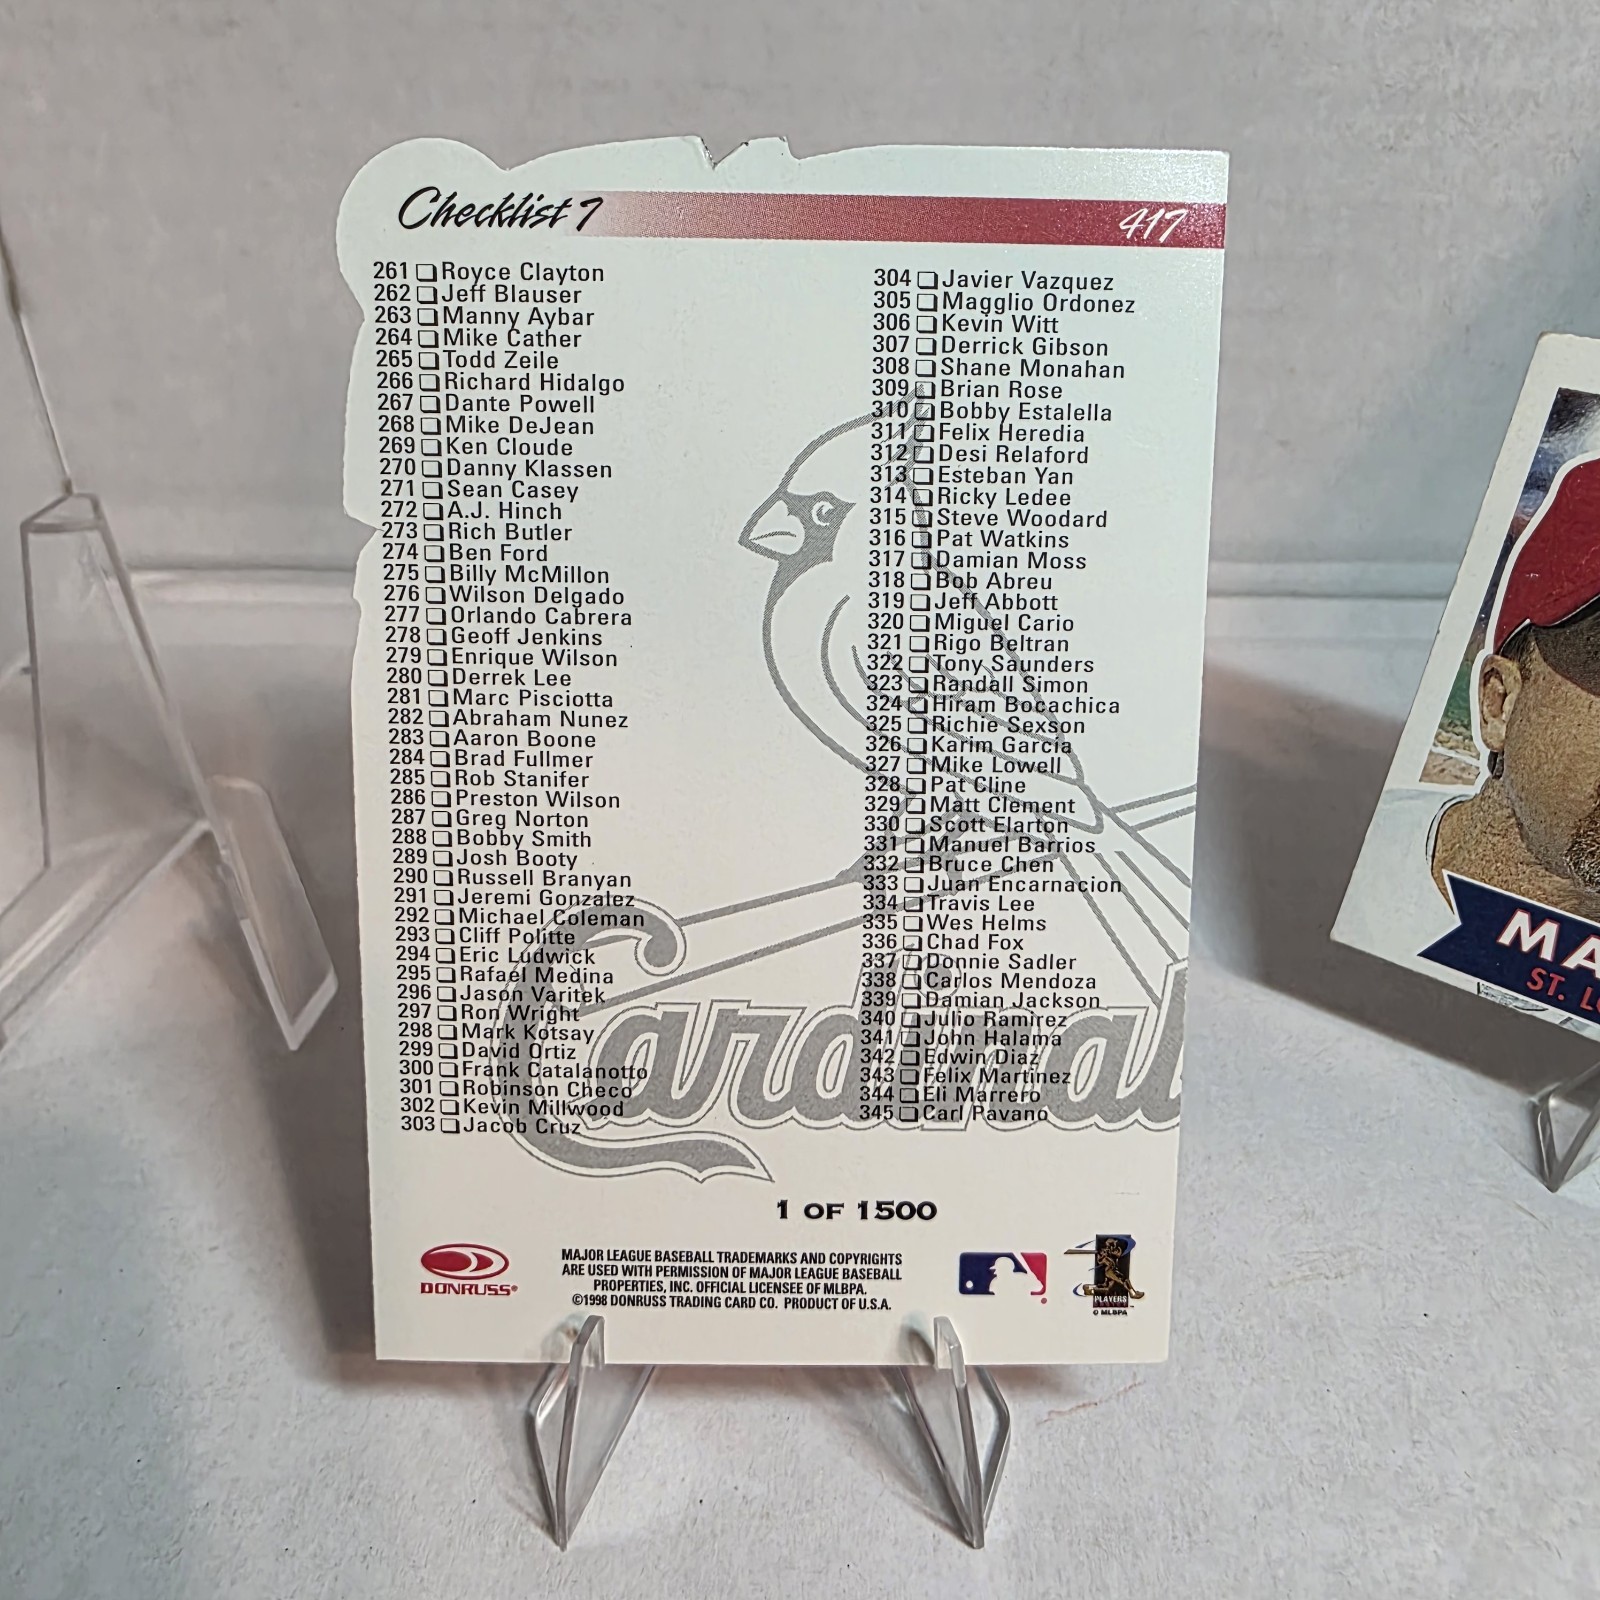 Checklist 7
417
261 Royce Clayton
262 Jeff Blauser
263 Manny Aybar
264 Mike Cather
265 Todd Zeile
266 Richard Hidalgo
267 Dante Powell
268 Mike DeJean
269 Ken Cloude
270 Danny Klassen
271 Sean Casey
272 A.J. Hinch
273 Rich Butler
274 Ben Ford
275 Billy McMillon
276 Wilson Delgado
277 Orlando Cabrera
278 Geoff Jenkins
279 Enrique Wilson
280 Derrek Lee
281 Marc Pisciotta
282 Abraham Nunez
283 Aaron Boone
284 Brad Fullmer
285 Rob Stanifer
286 Preston Wilson
287 Greg Norton
288 Bobby Smith
289 Josh Booty
290 Russell Branyan
291 Jeremi Gonzalez
292 Michael Coleman
293 Cliff Politte
294 Eric Ludwick
295 Rafael Medina
296 Jason Varitek
297 Ron Wright
298 Mark Kotsay
299 David Ortiz
300 Frank Catalanotto
301 Robinson Checo
302 Kevin Millwood
303 Jacob Cruz
304 Javier Vazquez
305 Magglio Ordonez
306 Kevin Witt
307 Derrick Gibson
308 Shane Monahan
309 Brian Rose
310 Bobby Estalella
311 Felix Heredia
312 Desi Relaford
313 Esteban Yan
314 Ricky Ledee
315 Steve Woodard
316 Pat Watkins
317 Damian Moss
318 Bob Abreu
319 Jeff Abbott
320 Miguel Cario
321 Rigo Beltran
322 Tony Saunders
323 Randall Simon
324 Hiram Bocachica
325 Richie Sexson
326 Karim Garcia
327 Mike Lowell
328 Pat Cline
329 Matt Clement
330 Scott Elarton
331 Manuel Barrios
332 Bruce Chen
333 Juan Encarnacion
334 Travis Lee
335 Wes Helms
336 Chad Fox
337 Donnie Sadler
338 Carlos Mendoza
339 Damian Jackson
340 Julio Ramirez
341 John Halama
342 Edwin Diaz
343 Felix Martinez
344 Eli Marrero
345 Carl Pavano
Cardinal
1 OF 1500
DONRUSS®
MAJOR LEAGUE BASEBALL TRADEMARKS AND COPYRIGHTS
ARE USED WITH PERMISSION OF MAJOR LEAGUE BASEBALL
PROPERTIES, INC. OFFICIAL LICENSEE OF MLBPA.
©1998 DONRUSS TRADING CARD CO. PRODUCT OF U.S.A.
PLAYERS
© MLBPA
MA
ST. LO